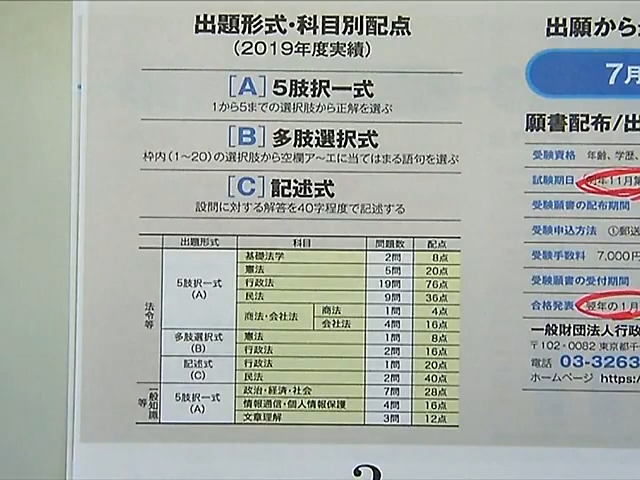 出題形式・科目別配点
（2019年度実績）
［A］5肢択一式
1から5までの選択肢から正解を選ぶ
［B］多肢選択式
枠内（1～20）の選択肢から空欄ア～エに当てはまる語句を選ぶ
［C］記述式
設問に対する解答を40字程度で記述する
出題形式 科目 問題数 配点
法令等
5肢択一式（A）
基礎法学 2問 8点
憲法 5問 20点
行政法 19問 76点
民法 9問 36点
商法・会社法
商法 1問 4点
会社法 4問 16点
多肢選択式（B）
憲法 1問 8点
行政法 2問 16点
記述式（C）
行政法 1問 20点
民法 2問 40点
一般知識等
5肢択一式（A）
政治・経済・社会 7問 28点
情報通信・個人情報保護 4問 16点
文章理解 3問 12点
出願から
7月
願書配布/出
受験資格 年齢、学歴、
試験期日 年11月第
受験願書の配布期間
受験申込方法 ①郵送
受験手数料 7,000円
受験願書の受付期間
合格発表 翌年の1月
一般財団法人行政
〒102-0082 東京都千
電話 03-3263
ホームページ https:/